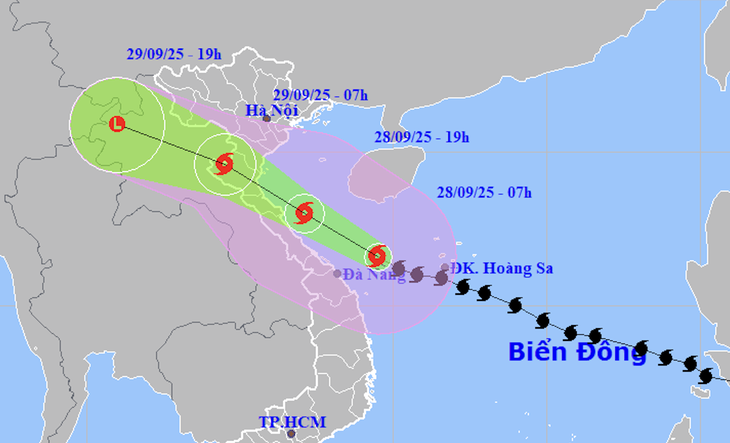 29/09/25 - 19h
29/09/25 - 07h
Hà Nội
28/09/25 - 19h
28/09/25 - 07h
L
ĐK. Hoàng Sa
Đà Nẵng
Biển Đông
TP.HCM